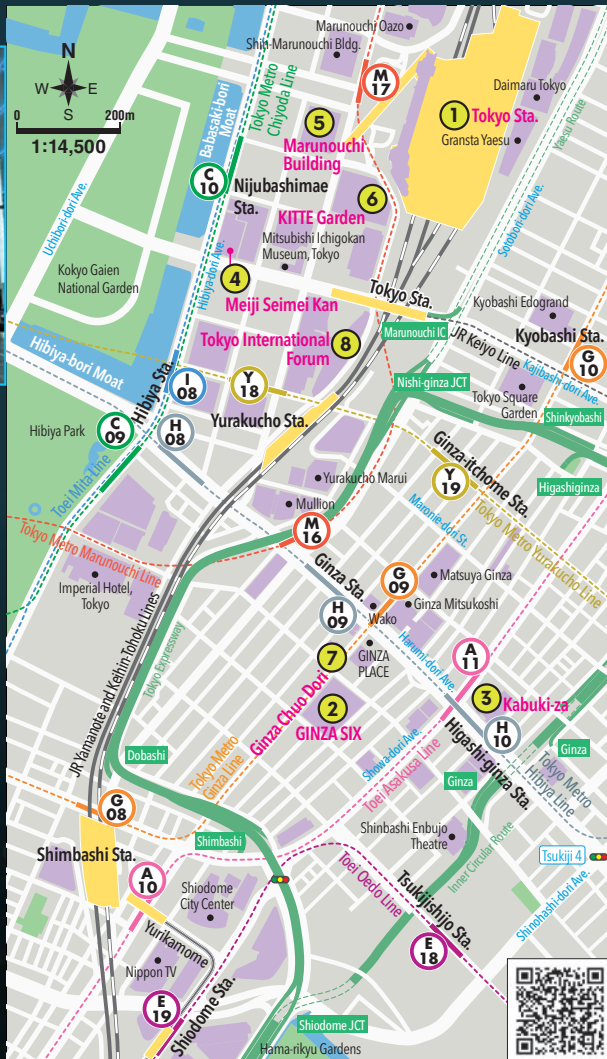 Marunouchi Oazo
Shin-Marunouchi Bldg.
N
W E
S
0 200m
1:14,500
M
17
Daimaru Tokyo
1 Tokyo Sta.
Gransta Yaesu
Yaesu Route
Babasaki-bori
Moat
Tokyo Metro
Chiyoda Line
5
Marunouchi
Building
C
10
Nijubashimae
Sta.
6
KITTE Garden
Uchibori-dori Ave.
Sotobori-dori Ave.
Hibiya-dori Ave.
Mitsubishi Ichigokan
Museum, Tokyo
Kokyo Gaien
National Garden
4
Meiji Seimei Kan
Tokyo Sta.
Kyobashi Edogrand
Kyobashi Sta.
G
10
Tokyo International
Forum
8
Marunouchi IC
JR Keiyo Line
Kajibashi dori Ave.
Hibiya-bori Moat
Hibiya Sta.
I
08
Y
18
Nishi-ginza JCT
Tokyo Square
Garden
Shinkyobashi
Yurakucho Sta.
Hibiya Park
C
09
H
08
Toei Mita Line
Ginza-itchome Sta.
Y
19
Higashiginza
Yurakucho Marui
Mullion
Maronie-dori St.
Tokyo Metro Yurakucho Line
M
16
Tokyo Metro Marunouchi Line
Ginza Sta.
G
09
Matsuya Ginza
Ginza Mitsukoshi
Imperial Hotel,
Tokyo
H
09
Wako
JR Yamanote and Keihin Tohoku Lines
Tokyo Expressway
7
GINZA
PLACE
Harumi-dori Ave.
A
11
Ginza Chuo-Dori
2
GINZA SIX
3
Kabuki-za
H
10
Higashi-ginza Sta.
Ginza
Tokyo Metro
Hibiya Line
Dobashi
Tokyo Metro
Ginza Line
Showa-dori Ave.
Toei Asakusa Line
Ginza
G
08
Shimbashi
Shimbashi Sta.
Shinbashi Enbujo
Theatre
Inner Circular Route
Tsukiji 4
A
10
Shiodome
City Center
Toei Oedo Line
Tsukijishijo Sta.
Shinohashi-dori Ave.
E
18
Yurikamome
Nippon TV
E
19
Shiodome Sta.
Shiodome JCT
Hama-rikyu Gardens